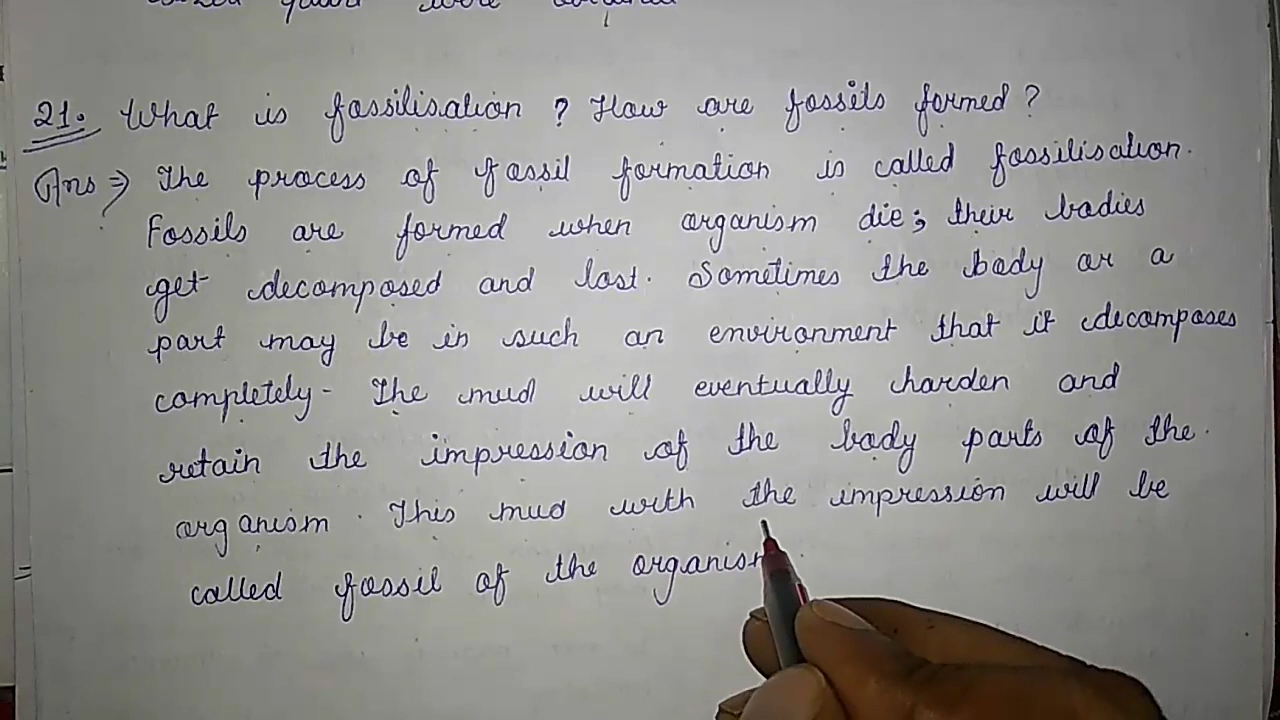 21. What is fossilisation ? How are fossils formed ?
Ans ⇒ The process of fossil formation is called fossilisation.
Fossils are formed when organism die; their bodies
get decomposed and lost. Sometimes the body or a
part may be in such an environment that it decomposes
completely - The mud will eventually harden and
retain the impression of the body parts of the
organism. This mud with the impression will be
called fossil of the organism